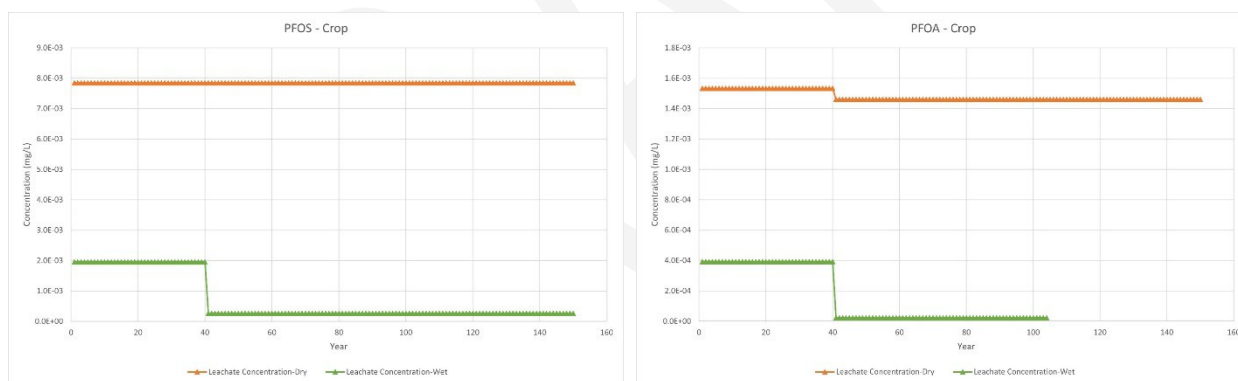 PFOS - Crop
9.0E-03
8.0E-03
7.0E-03
6.0E-03
5.0E-03
4.0E-03
3.0E-03
2.0E-03
1.0E-03
0.0E+00
Concentration (mg/L)
0 20 40 60 80 100 120 140 160
Year
Leachate Concentration-Dry Leachate Concentration-Wet
PFOA - Crop
1.8E-03
1.6E-03
1.4E-03
1.2E-03
1.0E-03
8.0E-04
6.0E-04
4.0E-04
2.0E-04
0.0E+00
Concentration (mg/L)
0 20 40 60 80 100 120 140 160
Year
Leachate Concentration-Dry Leachate Concentration-Wet